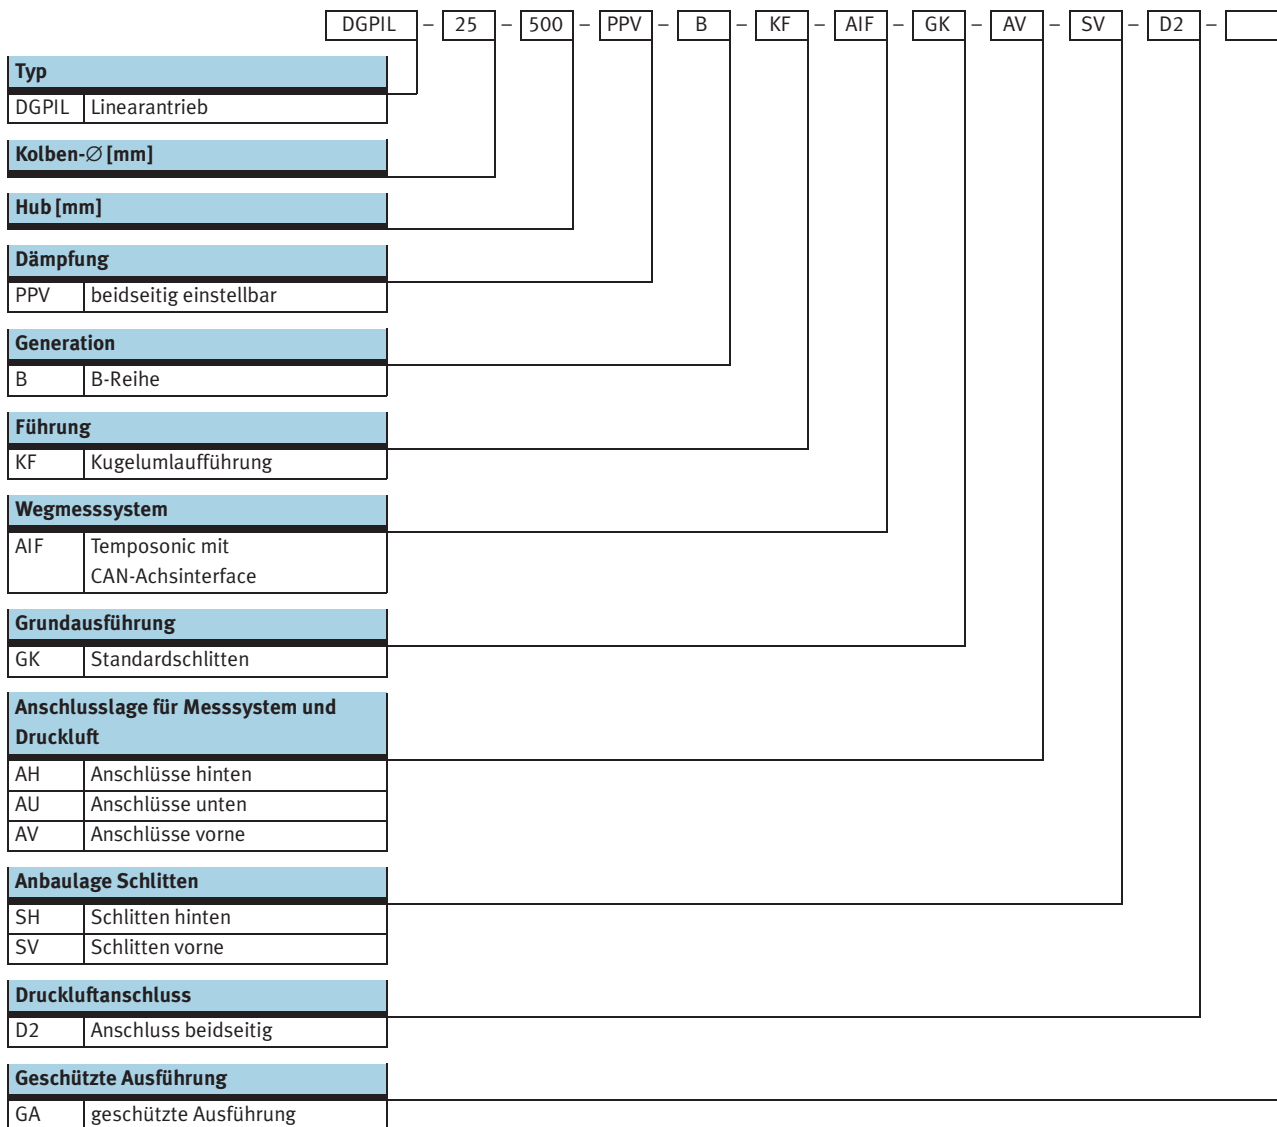 DGPIL – 25 – 500 – PPV – B – KF – AIF – GK – AV – SV – D2 –
Typ
DGPIL Linearantrieb
Kolben-∅ [mm]
Hub [mm]
Dämpfung
PPV beidseitig einstellbar
Generation
B B-Reihe
Führung
KF Kugelumlaufführung
Wegmesssystem
AIF Temposonic mit
CAN-Achsinterface
Grundausführung
GK Standardschlitten
Anschlusslage für Messsystem und
Druckluft
AH Anschlüsse hinten
AU Anschlüsse unten
AV Anschlüsse vorne
Anbaulage Schlitten
SH Schlitten hinten
SV Schlitten vorne
Druckluftanschluss
D2 Anschluss beidseitig
Geschützte Ausführung
GA geschützte Ausführung